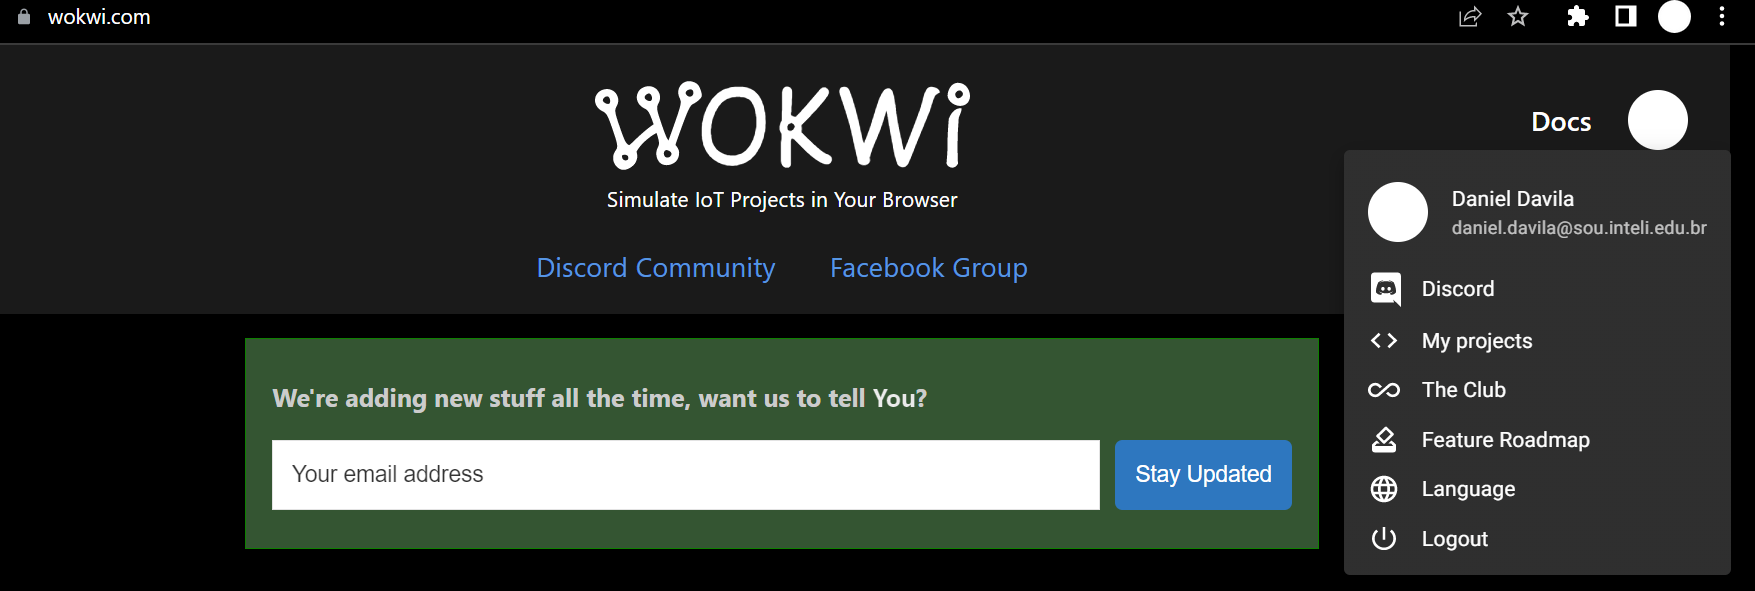 wokwi.com
WOKWi
Simulate IoT Projects in Your Browser
Discord Community Facebook Group
Docs
Daniel Davila
daniel.davila@sou.inteli.edu.br
Discord
My projects
The Club
Feature Roadmap
Language
Logout
We're adding new stuff all the time, want us to tell You?
Your email address
Stay Updated